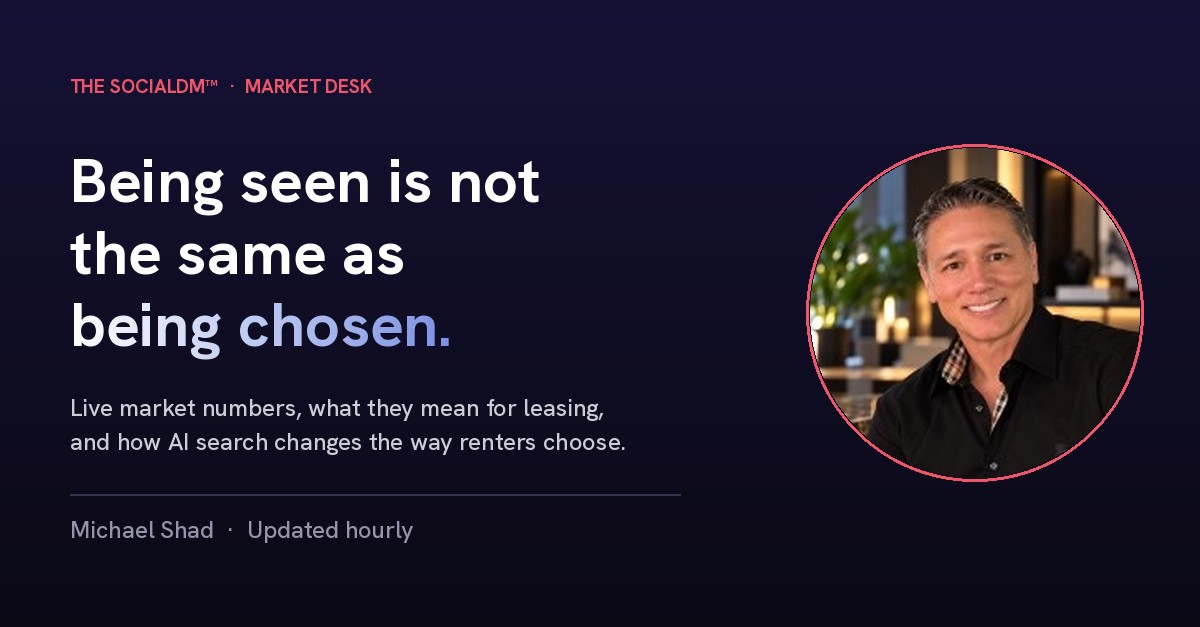 THE SOCIALDM™ · MARKET DESK
Being seen is not
the same as
being chosen.
Live market numbers, what they mean for leasing,
and how AI search changes the way renters choose.
Michael Shad · Updated hourly